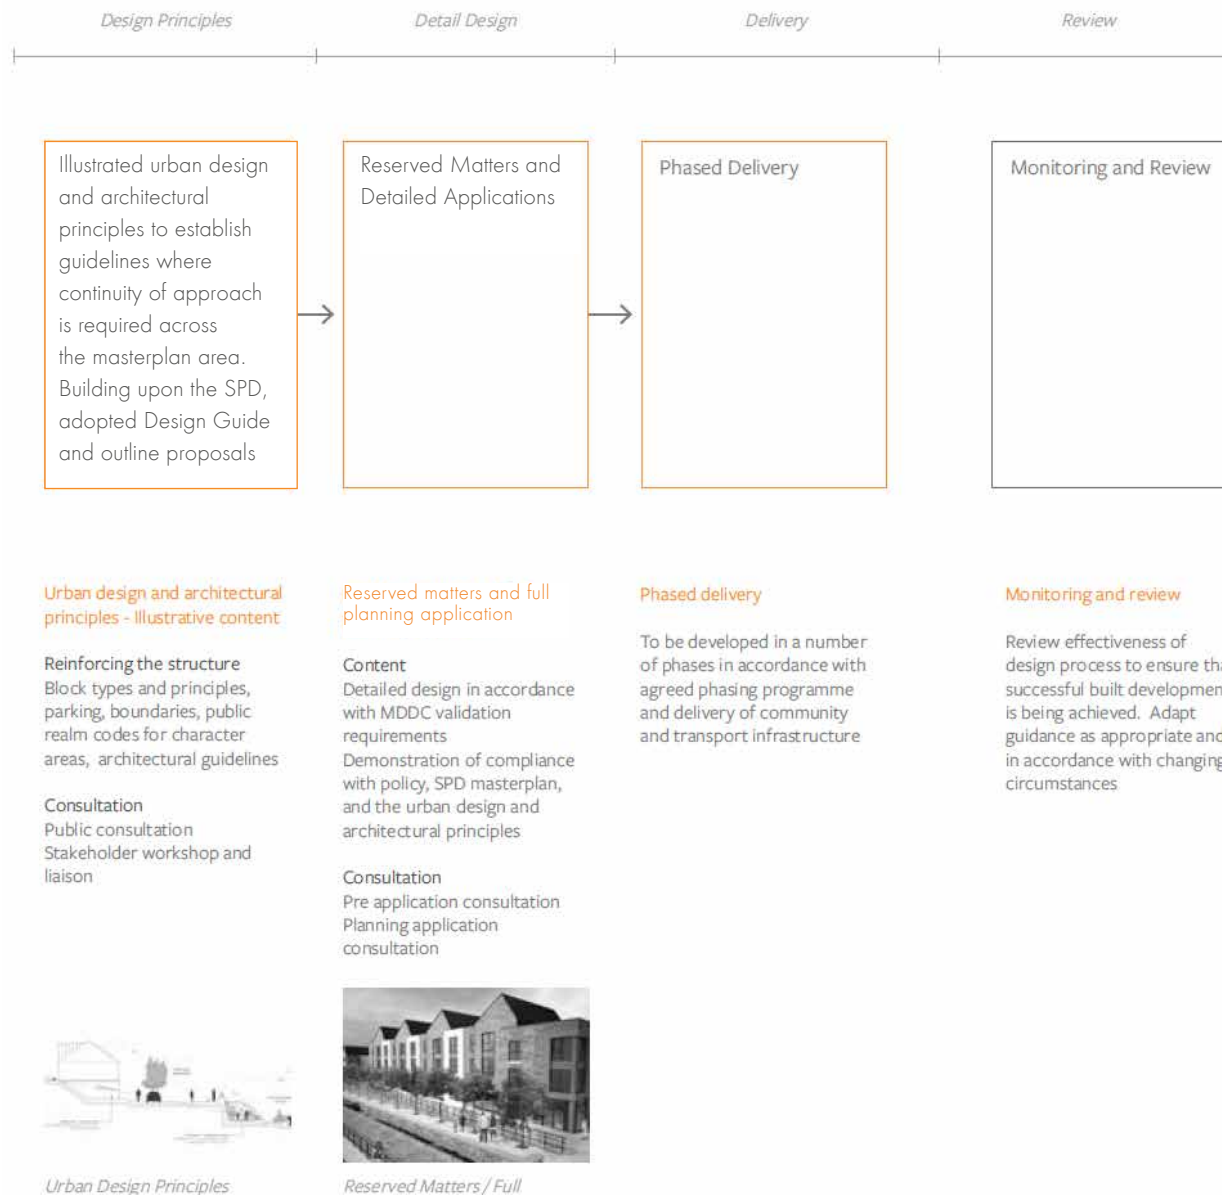 Design Principles
Detail Design
Delivery
Review
Illustrated urban design
and architectural
principles to establish
guidelines where
continuity of approach
is required across
the masterplan area.
Building upon the SPD,
adopted Design Guide
and outline proposals
Reserved Matters and
Detailed Applications
Phased Delivery
Monitoring and Review
Urban design and architectural
principles - Illustrative content
Reinforcing the structure
Block types and principles,
parking, boundaries, public
realm codes for character
areas, architectural guidelines
Consultation
Public consultation
Stakeholder workshop and
liaison
Reserved matters and full
planning application
Content
Detailed design in accordance
with MDDC validation
requirements
Demonstration of compliance
with policy, SPD masterplan,
and the urban design and
architectural principles
Consultation
Pre application consultation
Planning application
consultation
Phased delivery
To be developed in a number
of phases in accordance with
agreed phasing programme
and delivery of community
and transport infrastructure
Monitoring and review
Review effectiveness of
design process to ensure tha
successful built developmen
is being achieved. Adapt
guidance as appropriate and
in accordance with changing
circumstances
Urban Design Principles
Reserved Matters / Full